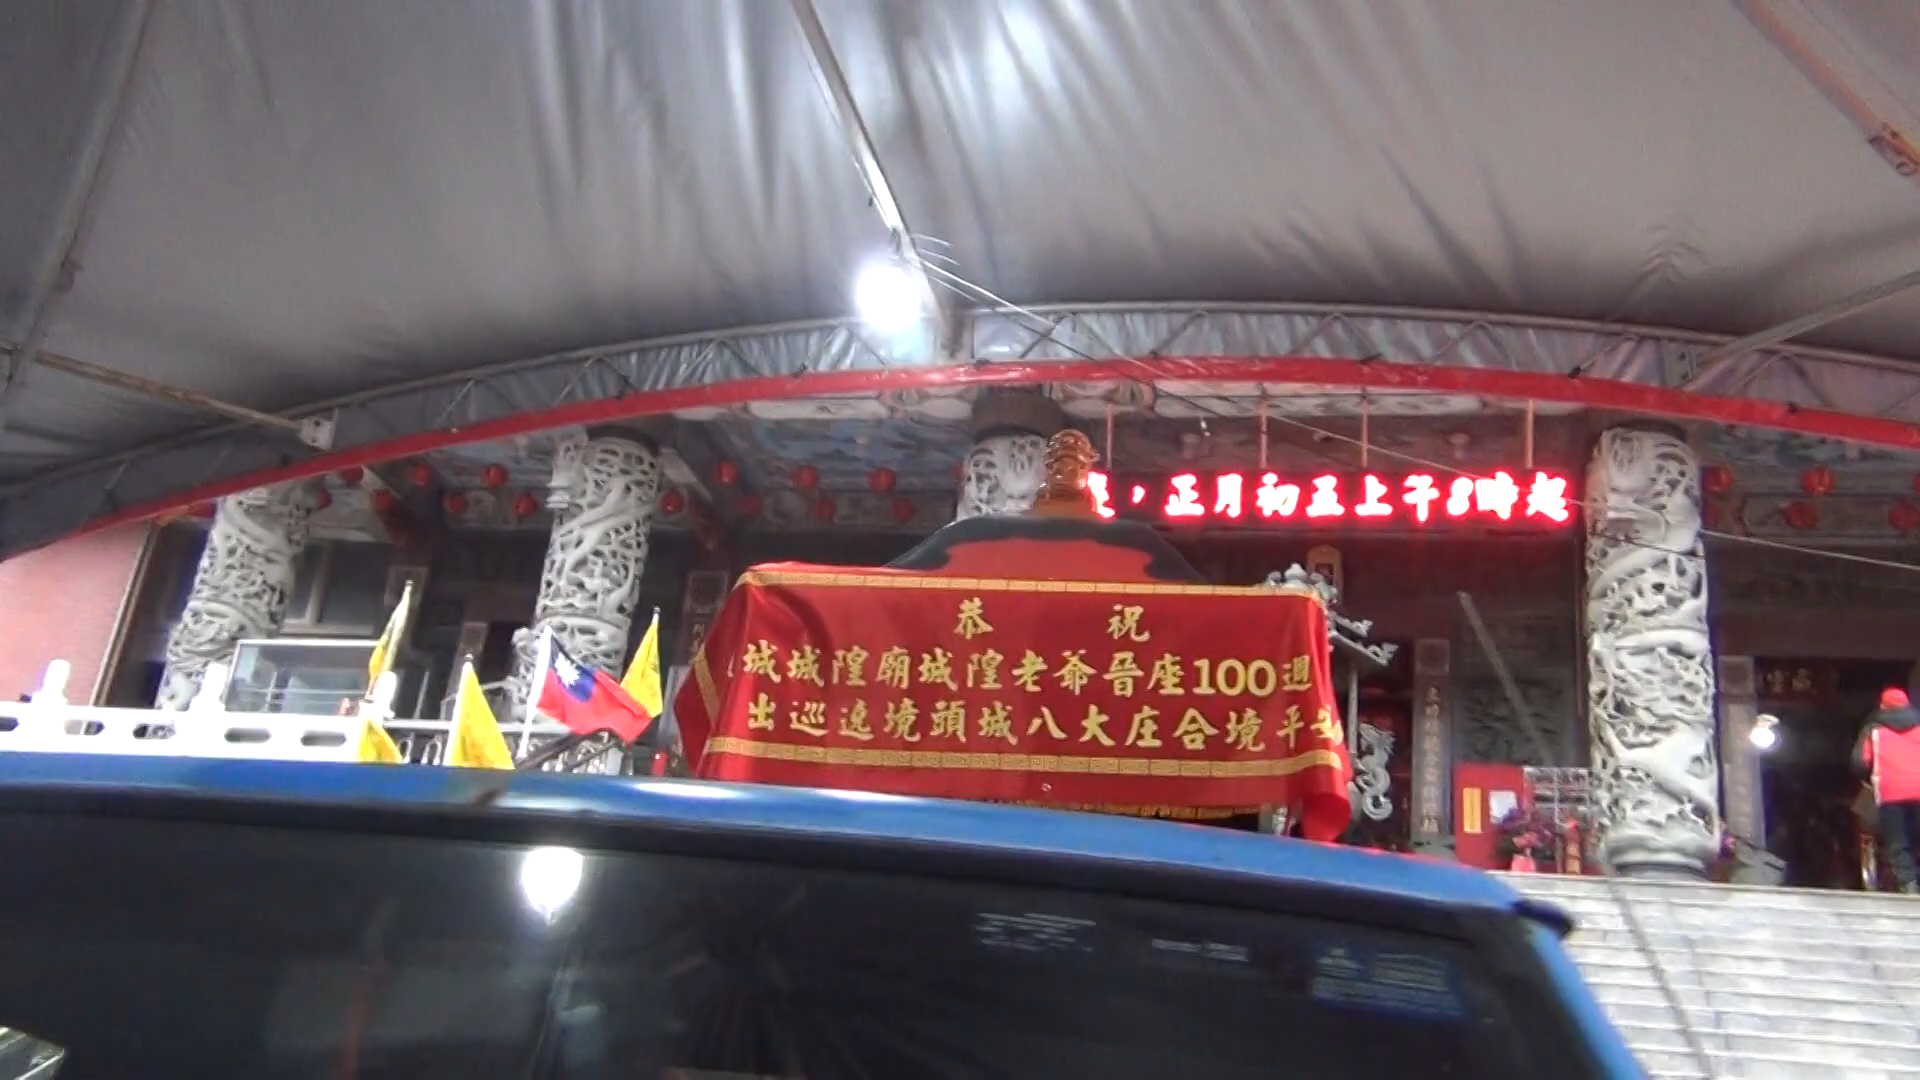 ，正月初五上午8時起
恭祝
城城隍廟城隍老爺晉座100週
出巡遶境頭城八大庄合境平